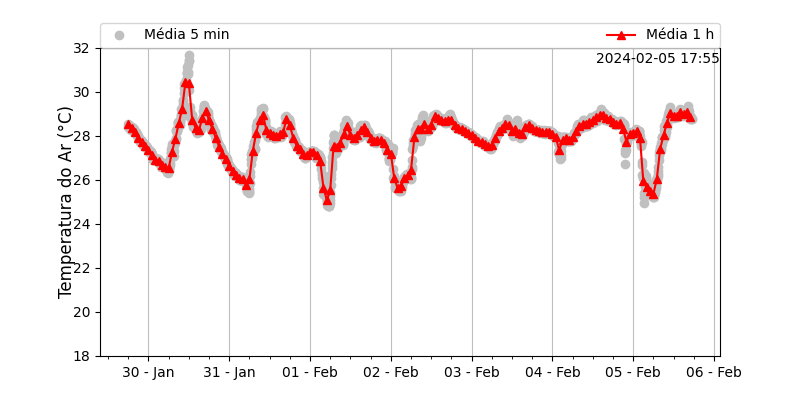 Média 5 min
Média 1 h
2024-02-05 17:55
Temperatura do Ar (°C)
32
30
28
26
24
22
20
18
30 - Jan
31 - Jan
01 - Feb
02 - Feb
03 - Feb
04 - Feb
05 - Feb
06 - Feb